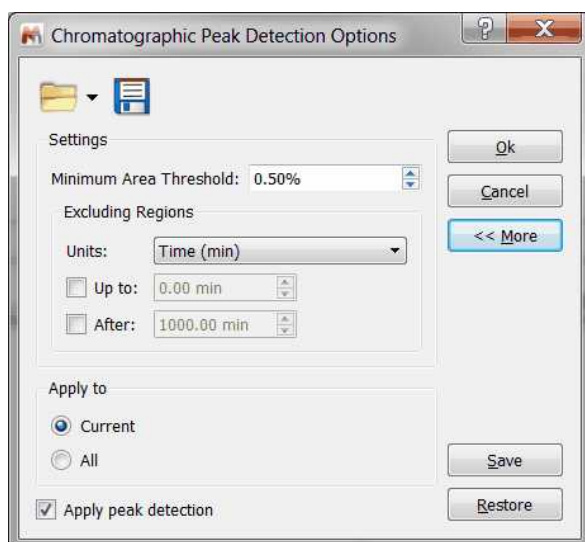 Chromatographic Peak Detection Options
Settings
Minimum Area Threshold: 0.50%
Excluding Regions
Units: Time (min)
Up to: 0.00 min
After: 1000.00 min
Apply to
Current
All
Apply peak detection
Ok
Cancel
<< More
Save
Restore